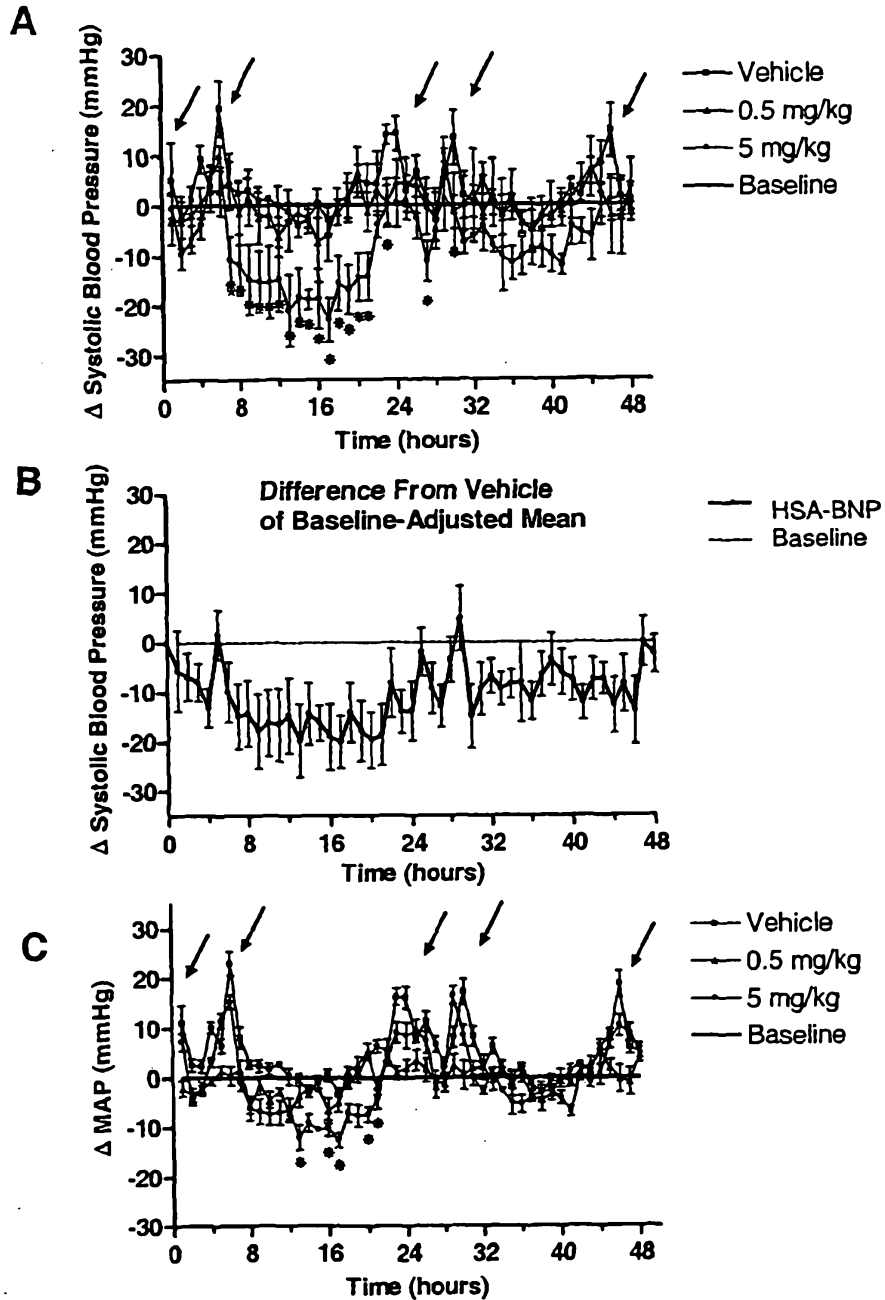 A
Δ Systolic Blood Pressure (mmHg)
30
20
10
0
-10
-20
-30
0 8 16 24 32 40 48
Time (hours)
Vehicle
0.5 mg/kg
5 mg/kg
Baseline
B
Δ Systolic Blood Pressure (mmHg)
Difference From Vehicle
of Baseline-Adjusted Mean
30
20
10
0
-10
-20
-30
0 8 16 24 32 40 48
Time (hours)
HSA-BNP
Baseline
C
Δ MAP (mmHg)
30
20
10
0
-10
-20
-30
0 8 16 24 32 40 48
Time (hours)
Vehicle
0.5 mg/kg
5 mg/kg
Baseline